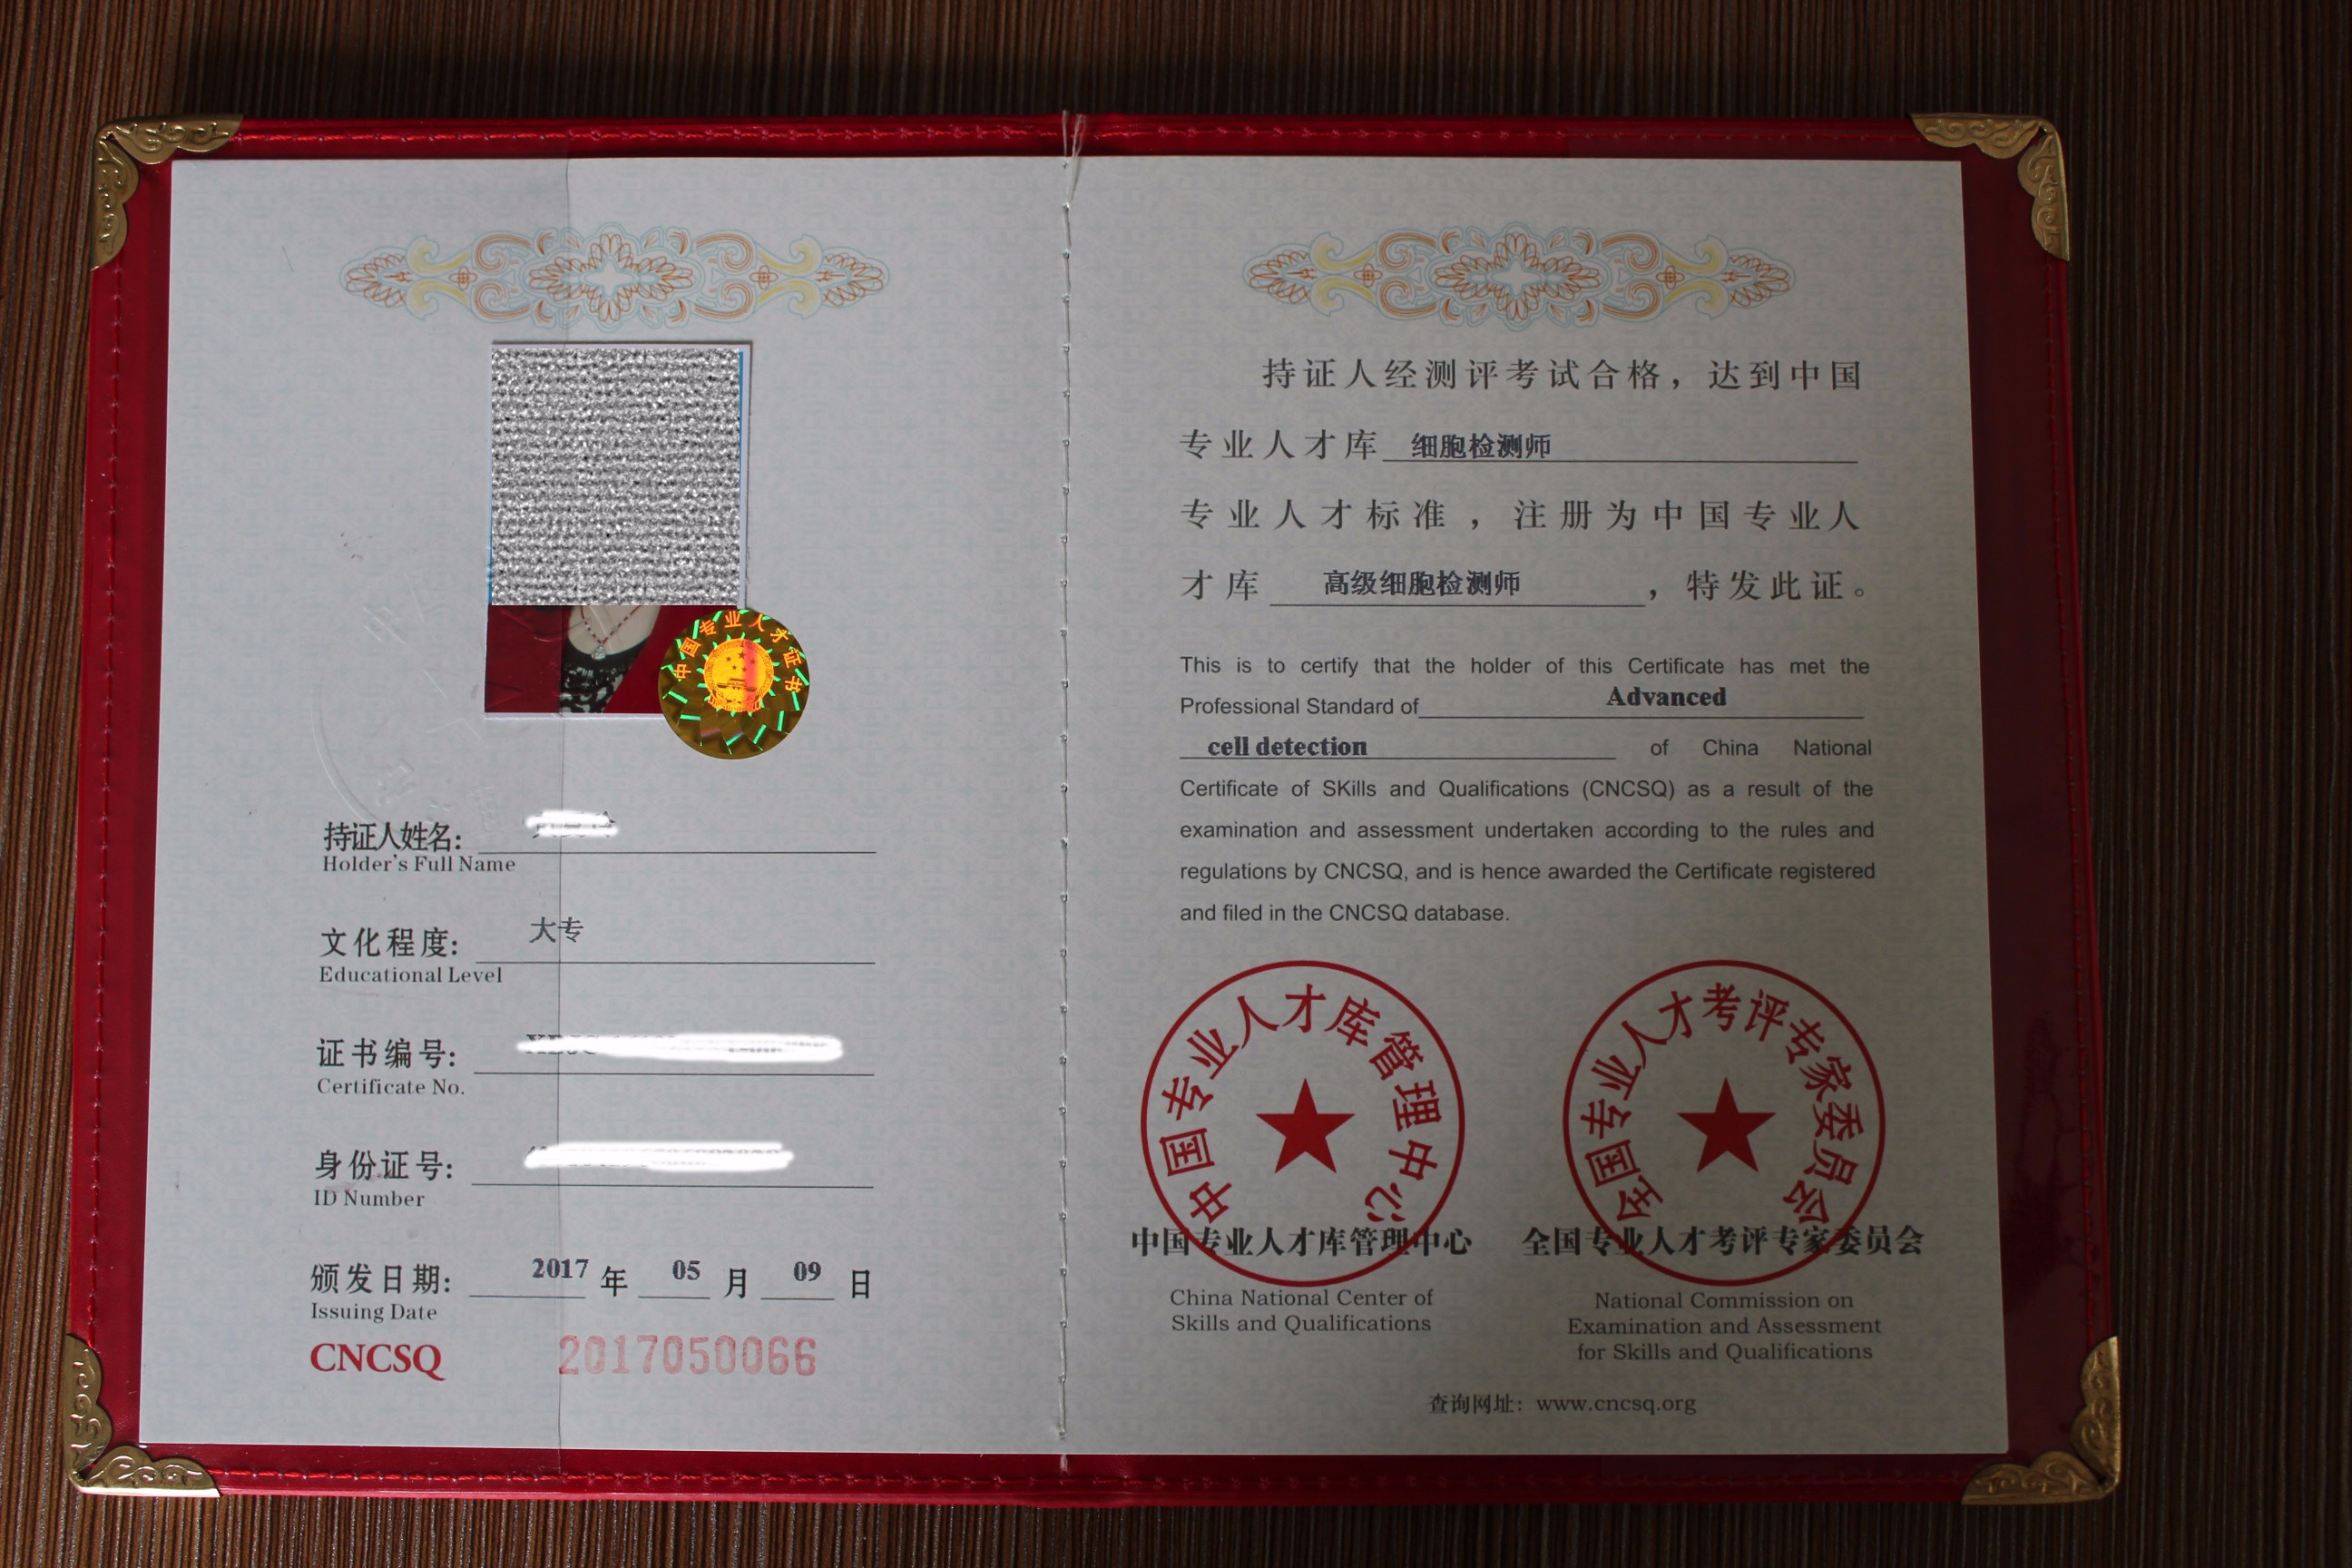 中国专业人才证书
持证人姓名：
Holder's Full Name
文化程度： 大专
Educational Level
证书编号：
Certificate No.
身份证号：
ID Number
颁发日期： 2017 年 05 月 09 日
Issuing Date
CNCSQ 2017050066
持证人经测评考试合格，达到中国
专业人才库 细胞检测师
专业人才标准，注册为中国专业人
才库 高级细胞检测师 ，特发此证。
This is to certify that the holder of this Certificate has met the
Professional Standard of Advanced
cell detection of China National
Certificate of SKills and Qualifications (CNCSQ) as a result of the
examination and assessment undertaken according to the rules and
regulations by CNCSQ, and is hence awarded the Certificate registered
and filed in the CNCSQ database.
中国专业人才库管理中心
全国专业人才考评专家委员会
中国专业人才库管理中心
全国专业人才考评专家委员会
China National Center of
Skills and Qualifications
National Commission on
Examination and Assessment
for Skills and Qualifications
查询网址：www.cncsq.org